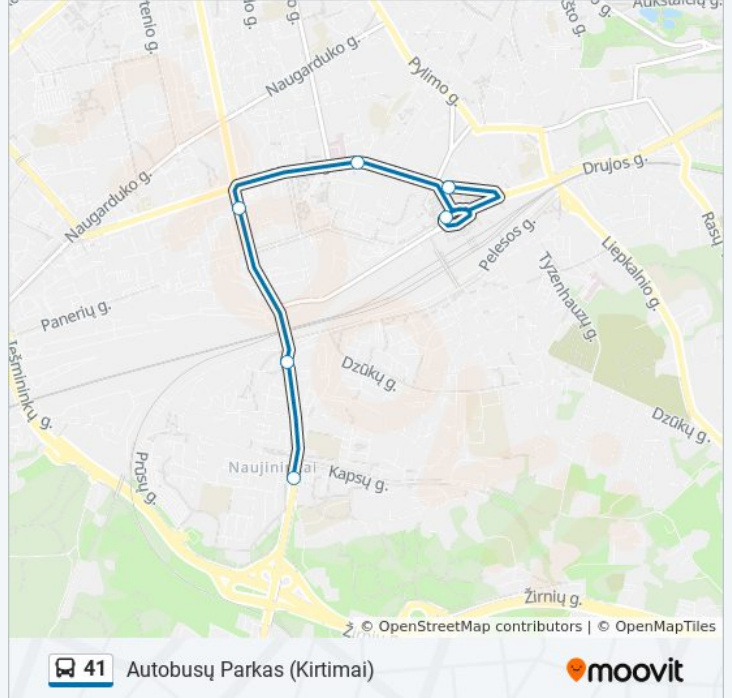 Aukštaičių g.
Naugarduko g.
Pylimo g.
Drujos g.
Naugarduko g.
Rasų
Pelesos g.
Liepkalnio g.
Tyzenhauzų g.
Panerių g.
Dzūkų g.
Dzūkų g.
Prūsų g.
Kapsų g.
Žirnių g.
© OpenStreetMap contributors | © OpenMapTiles
41 Autobusų Parkas (Kirtimai)
moovit